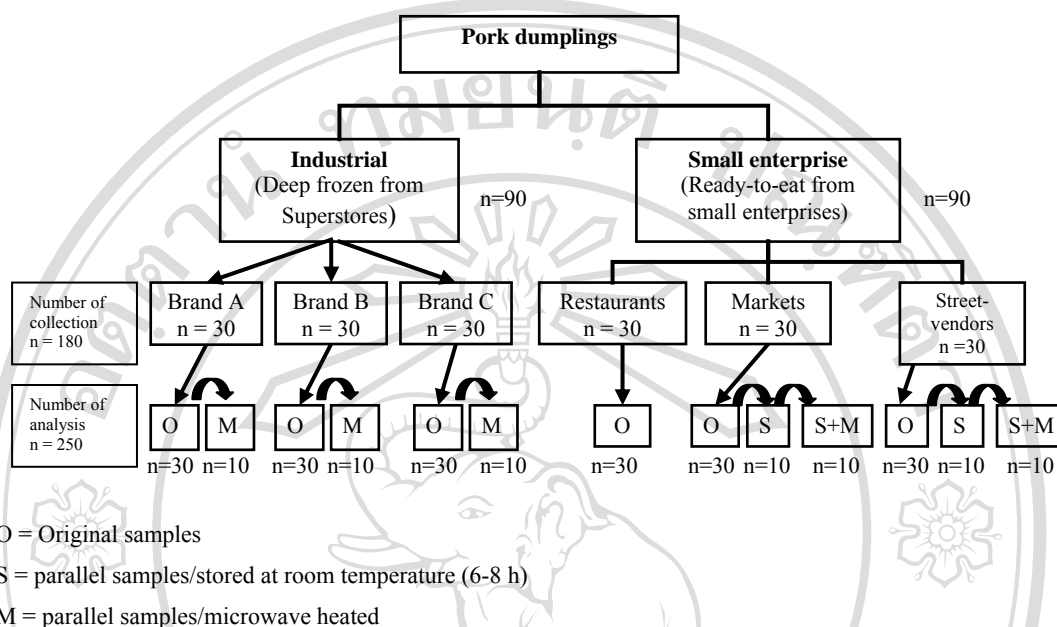 Pork dumplings
Industrial
(Deep frozen from
Superstores)
n=90
Small enterprise
(Ready-to-eat from
small enterprises)
n=90
Number of
collection
n = 180
Brand A
n = 30
Brand B
n = 30
Brand C
n = 30
Restaurants
n = 30
Markets
n = 30
Street-
vendors
n =30
Number of
analysis
n = 250
O M O M O M O O S S+M O S S+M
n=30 n=10 n=30 n=10 n=30 n=10 n=30 n=30 n=10 n=10 n=30 n=10 n=10
O = Original samples
S = parallel samples/stored at room temperature (6-8 h)
M = parallel samples/microwave heated